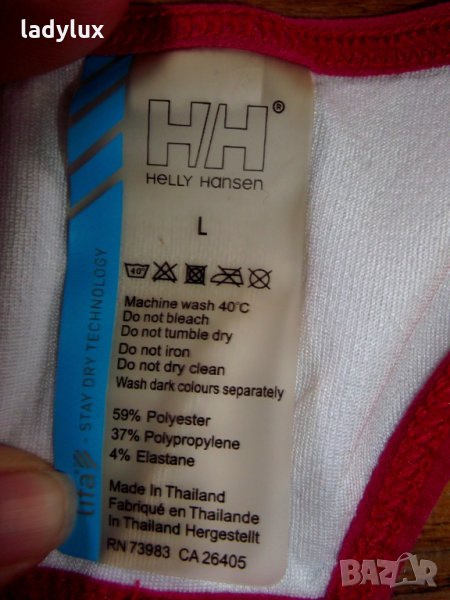 ladylux
HH®
Helly Hansen
L
40°
Machine wash 40°C
Do not bleach
Do not tumble dry
Do not iron
Do not dry clean
Wash dark colours separately
59% Polyester
37% Polypropylene
4% Elastane
Made In Thailand
Fabriqué en Thailande
In Thailand Hergestellt
RN 73983 CA 26405
lifa - STAY DRY TECHNOLOGY
BAZAR